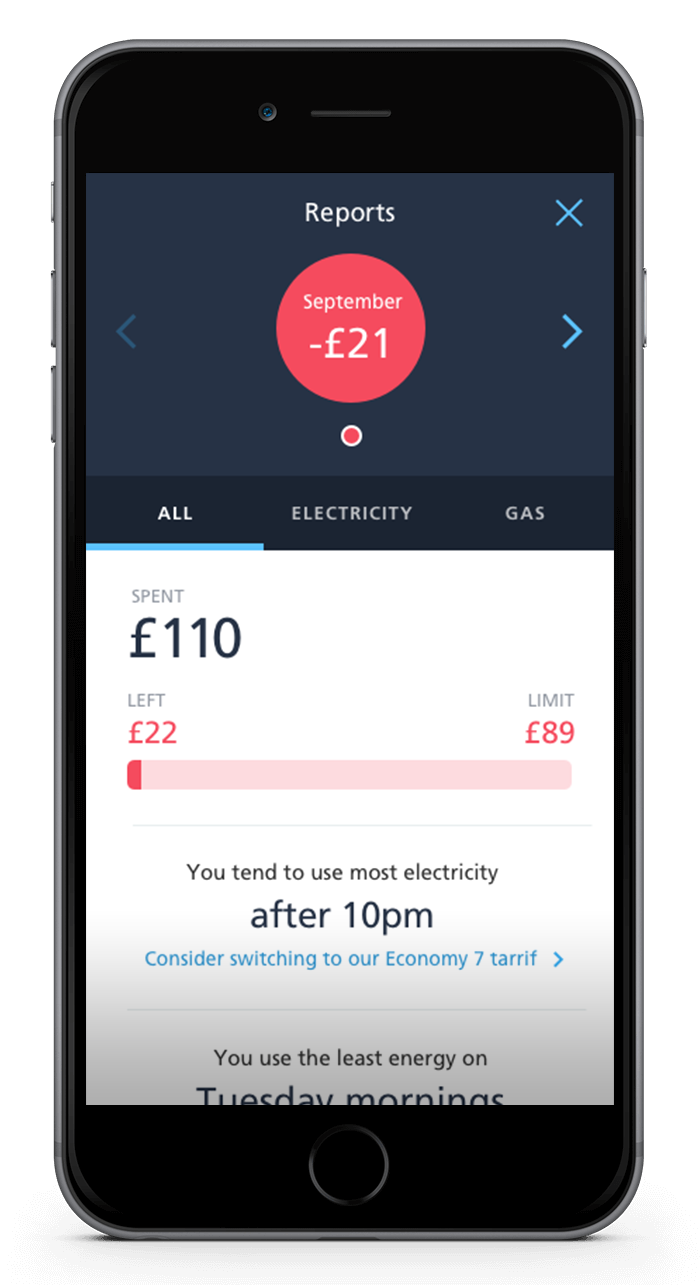 Reports
September
-£21
ALL ELECTRICITY GAS
SPENT
£110
LEFT LIMIT
£22 £89
You tend to use most electricity
after 10pm
Consider switching to our Economy 7 tarrif
You use the least energy on
Tuesday mornings